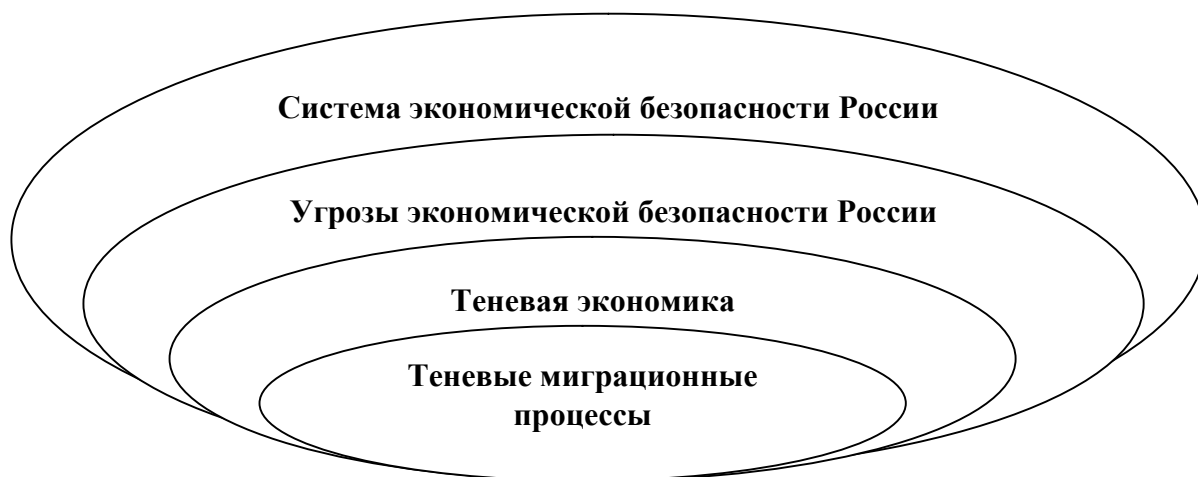 Система экономической безопасности России
Угрозы экономической безопасности России
Теневая экономика
Теневые миграционные
процессы